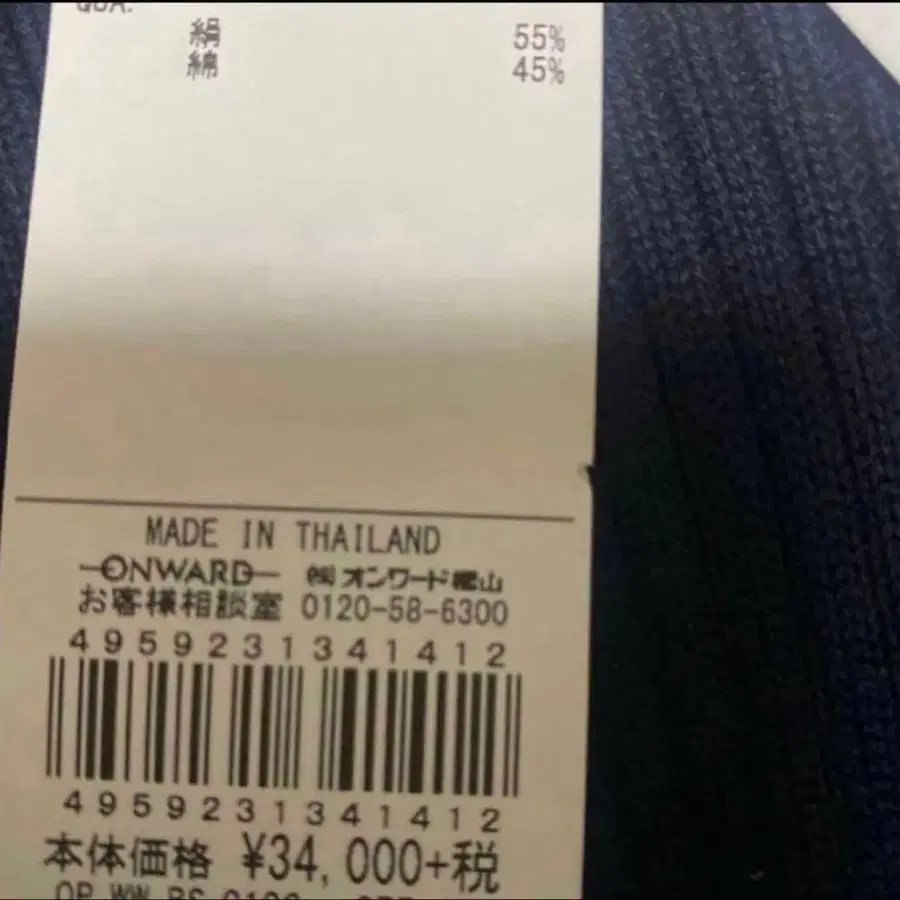 QUA.
絹 55%
綿 45%
MADE IN THAILAND
ONWARD ㈱オンワード樫山
お客様相談室 0120-58-6300
4959231341412
4959231341412
本体価格 ¥34,000+税